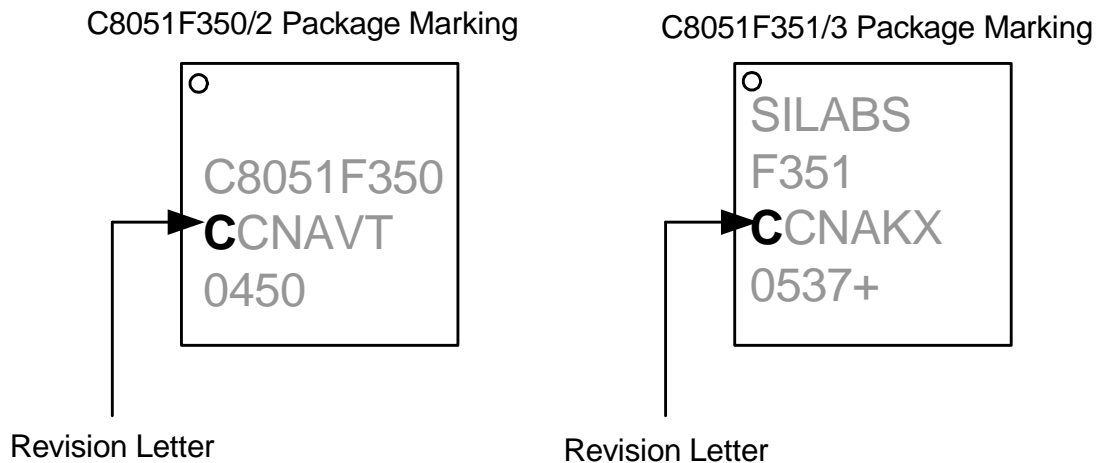 C8051F350/2 Package Marking
C8051F350
CCNAVT
0450
Revision Letter
C8051F351/3 Package Marking
SILABS
F351
CCNAKX
0537+
Revision Letter